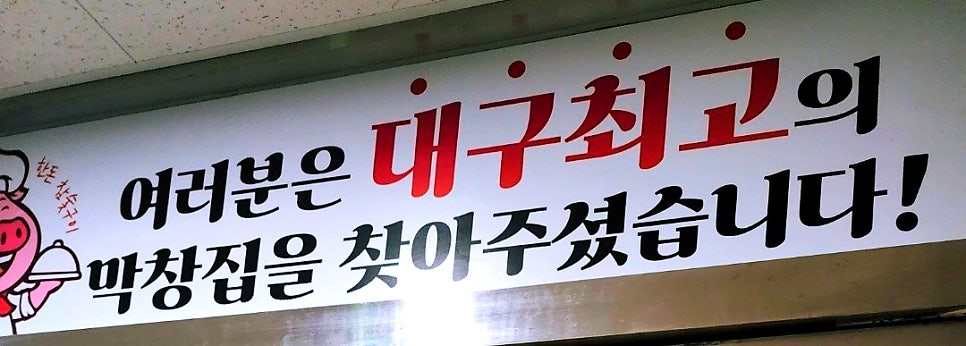 여러분은 대구최고의
막창집을 찾아주셨습니다!